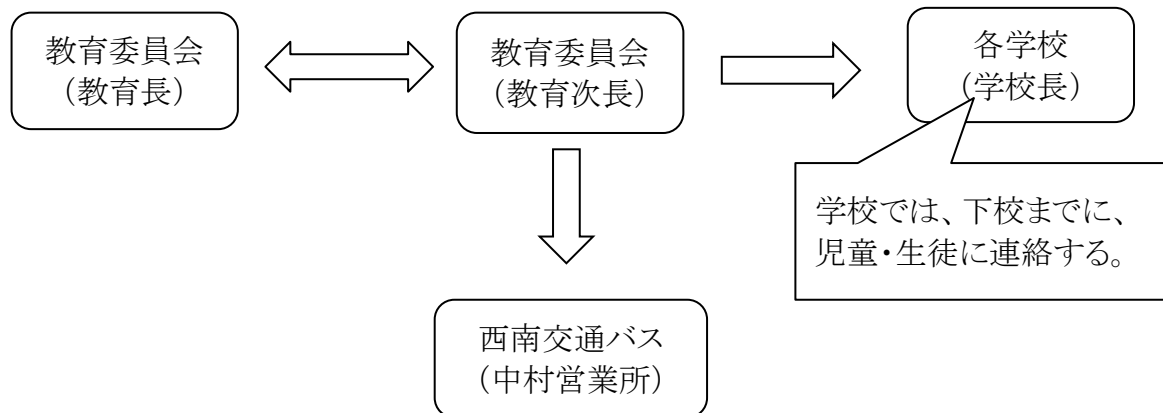 教育委員会
（教育長）
教育委員会
（教育次長）
各学校
（学校長）
学校では、下校までに、
児童・生徒に連絡する。
西南交通バス
（中村営業所）